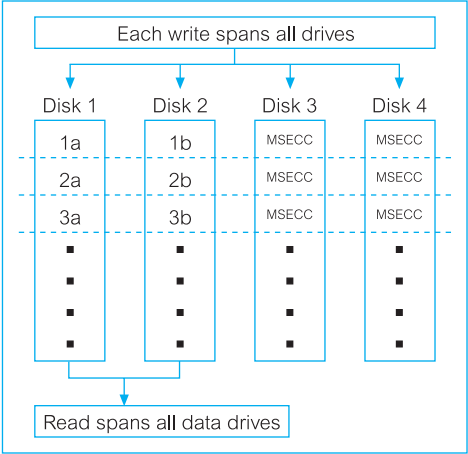 Each write spans all drives
Disk 1 Disk 2 Disk 3 Disk 4
1a 1b MSECC MSECC
2a 2b MSECC MSECC
3a 3b MSECC MSECC
Read spans all data drives